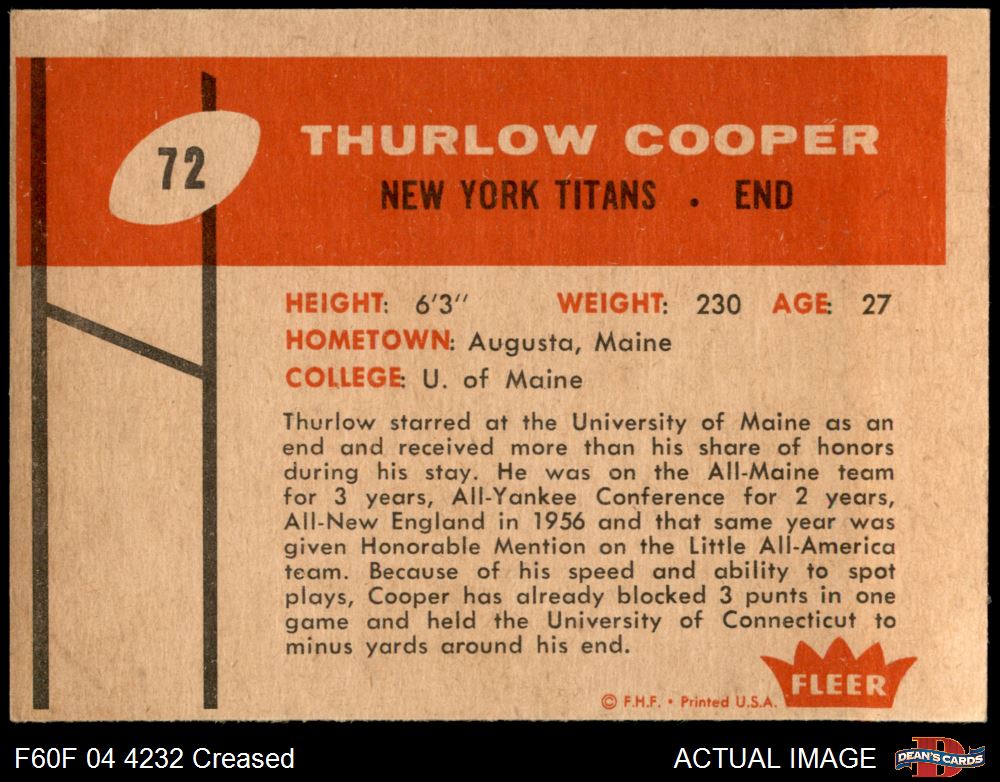 72
THURLOW COOPER
NEW YORK TITANS . END
HEIGHT: 6'3" WEIGHT: 230 AGE: 27
HOMETOWN: Augusta, Maine
COLLEGE: U. of Maine
Thurlow starred at the University of Maine as an
end and received more than his share of honors
during his stay. He was on the All-Maine team
for 3 years, All-Yankee Conference for 2 years,
All-New England in 1956 and that same year was
given Honorable Mention on the Little All-America
team. Because of his speed and ability to spot
plays, Cooper has already blocked 3 punts in one
game and held the University of Connecticut to
minus yards around his end.
FLEER
© F.H.F. • Printed U.S.A.
F60F 04 4232 Creased ACTUAL IMAGE D DEAN'S CARDS